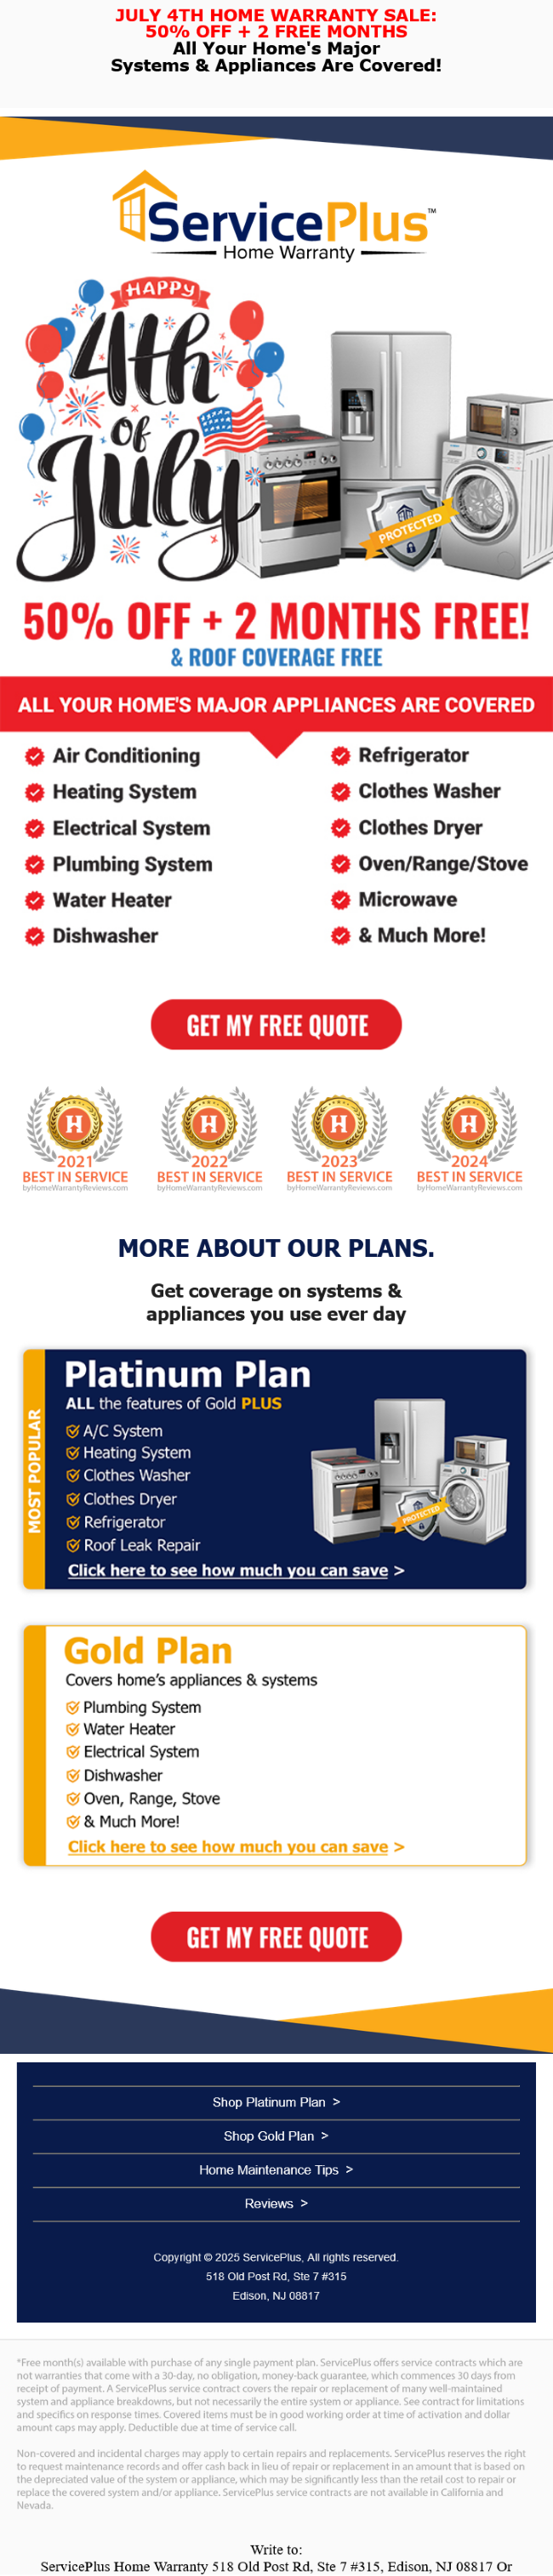 JULY 4TH HOME WARRANTY SALE:
50% OFF + 2 FREE MONTHS
All Your Home's Major
Systems & Appliances Are Covered!
ServicePlus™
Home Warranty
HAPPY
4th
of
July
PROTECTED
50% OFF + 2 MONTHS FREE!
& ROOF COVERAGE FREE
ALL YOUR HOME'S MAJOR APPLIANCES ARE COVERED
Air Conditioning
Heating System
Electrical System
Plumbing System
Water Heater
Dishwasher
Refrigerator
Clothes Washer
Clothes Dryer
Oven/Range/Stove
Microwave
& Much More!
GET MY FREE QUOTE
H
2021
BEST IN SERVICE
byHomeWarrantyReviews.com
H
2022
BEST IN SERVICE
byHomeWarrantyReviews.com
H
2023
BEST IN SERVICE
byHomeWarrantyReviews.com
H
2024
BEST IN SERVICE
byHomeWarrantyReviews.com
MORE ABOUT OUR PLANS.
Get coverage on systems &
appliances you use ever day
MOST POPULAR
Platinum Plan
ALL the features of Gold PLUS
A/C System
Heating System
Clothes Washer
Clothes Dryer
Refrigerator
Roof Leak Repair
Click here to see how much you can save >
PROTECTED
Gold Plan
Covers home's appliances & systems
Plumbing System
Water Heater
Electrical System
Dishwasher
Oven, Range, Stove
& Much More!
Click here to see how much you can save >
GET MY FREE QUOTE
Shop Platinum Plan >
Shop Gold Plan >
Home Maintenance Tips >
Reviews >
Copyright © 2025 ServicePlus, All rights reserved.
518 Old Post Rd, Ste 7 #315
Edison, NJ 08817
*Free month(s) available with purchase of any single payment plan. ServicePlus offers service contracts which are
not warranties that come with a 30-day, no obligation, money-back guarantee, which commences 30 days from
receipt of payment. A ServicePlus service contract covers the repair or replacement of many well-maintained
system and appliance breakdowns, but not necessarily the entire system or appliance. See contract for limitations
and specifics on response times. Covered items must be in good working order at time of activation and dollar
amount caps may apply. Deductible due at time of service call.
Non-covered and incidental charges may apply to certain repairs and replacements. ServicePlus reserves the right
to request maintenance records and offer cash back in lieu of repair or replacement in an amount that is based on
the depreciated value of the system or appliance, which may be significantly less than the retail cost to repair or
replace the covered system and/or appliance. ServicePlus service contracts are not available in California and
Nevada.
Write to:
ServicePlus Home Warranty 518 Old Post Rd, Ste 7 #315, Edison, NJ 08817 Or